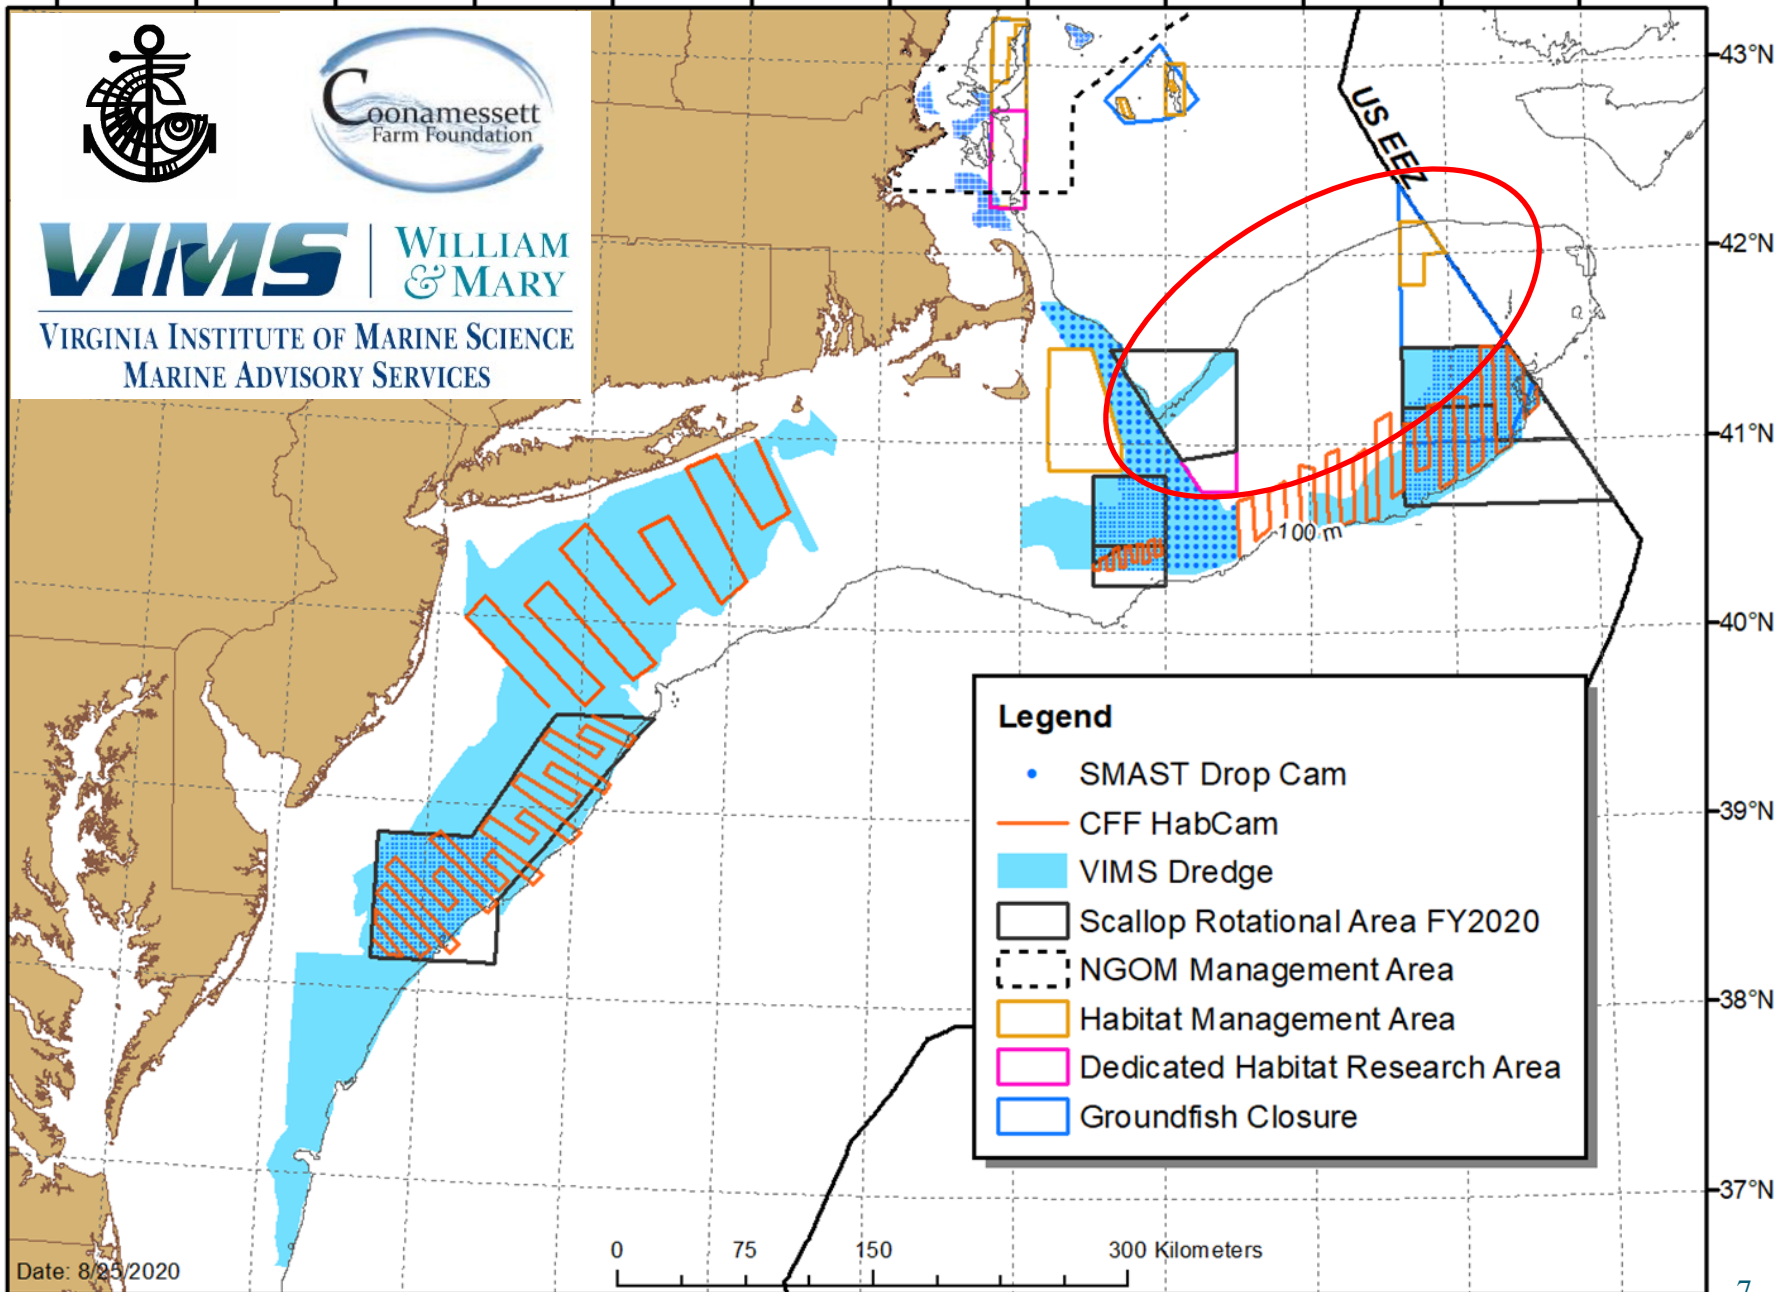 Coonamessett
Farm Foundation
VIMS
WILLIAM
& MARY
VIRGINIA INSTITUTE OF MARINE SCIENCE
MARINE ADVISORY SERVICES
US EEZ
43°N
42°N
41°N
40°N
39°N
38°N
37°N
100 m
Legend
SMAST Drop Cam
CFF HabCam
VIMS Dredge
Scallop Rotational Area FY2020
NGOM Management Area
Habitat Management Area
Dedicated Habitat Research Area
Groundfish Closure
0 75 150 300 Kilometers
Date: 8/25/2020
7